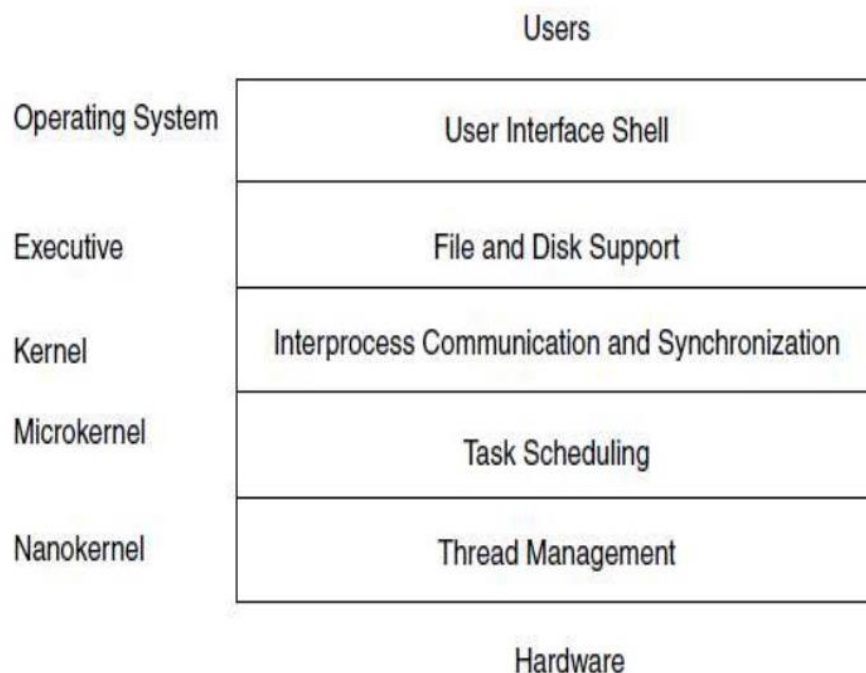 Users
Operating System
User Interface Shell
Executive
File and Disk Support
Kernel
Interprocess Communication and Synchronization
Microkernel
Task Scheduling
Nanokernel
Thread Management
Hardware